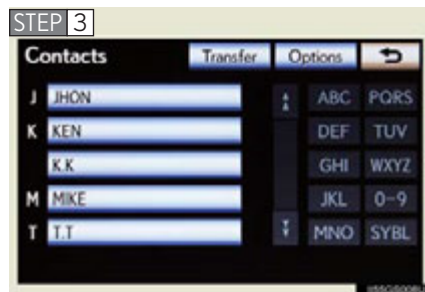 STEP 3
Contacts Transfer Options
J JHON ABC PQRS
K KEN DEF TUV
K.K GHI WXYZ
M MIKE JKL 0-9
T T.T MNO SYBL